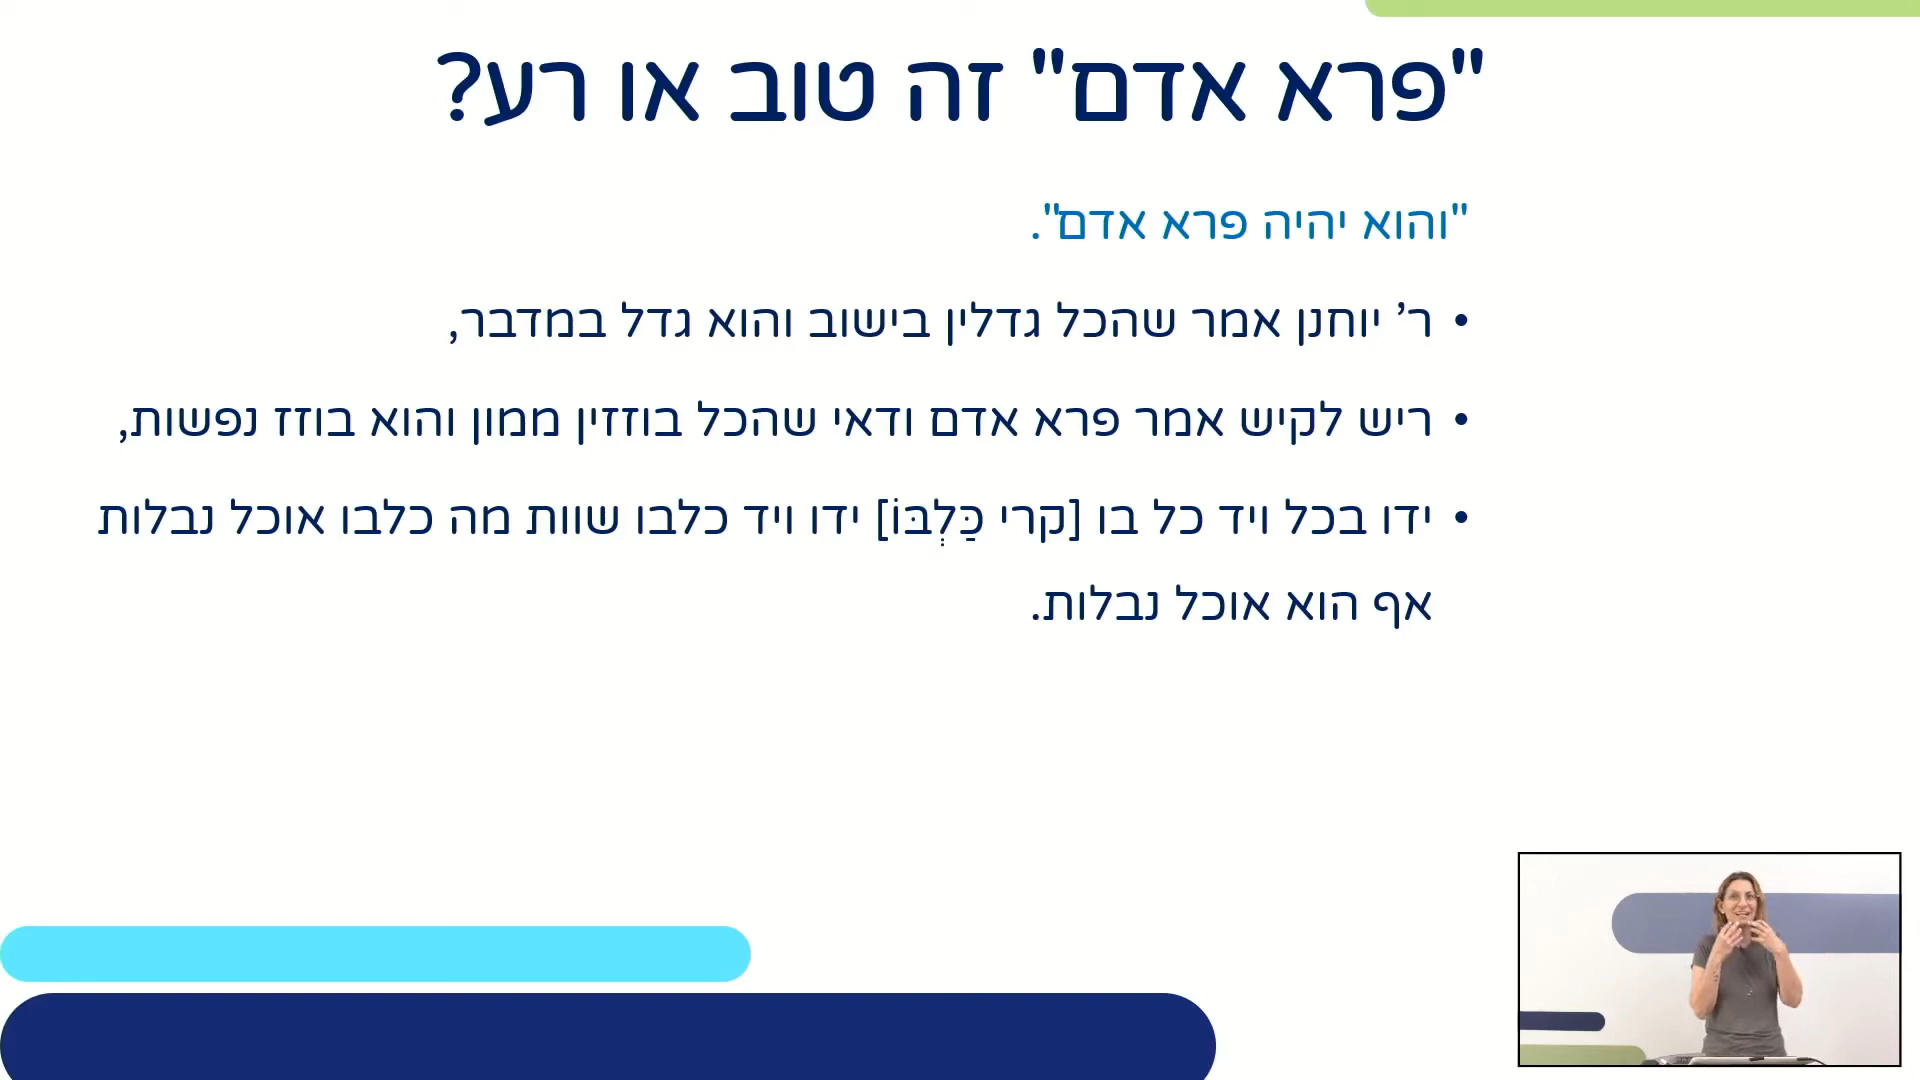 "פרא אדם" זה טוב או רע?
"והוא יהיה פרא אדם".
• ר' יוחנן אמר שהכל גדלין בישוב והוא גדל במדבר,
• ריש לקיש אמר פרא אדם ודאי שהכל בוזזין ממון והוא בוזז נפשות,
• ידו בכל ויד כל בו [קרי כַּלְבּוֹ] ידו ויד כלבו שוות מה כלבו אוכל נבלות
אף הוא אוכל נבלות.